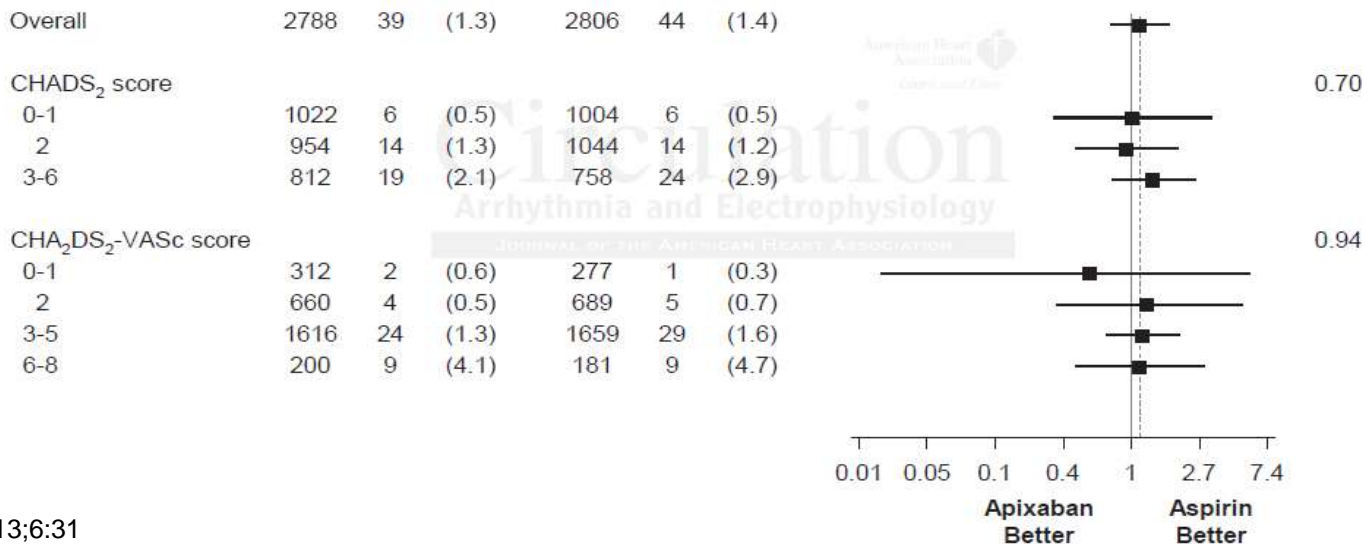 Overall 2788 39 (1.3) 2806 44 (1.4)
American Heart
Association
CHADS₂ score 0.70
0-1 1022 6 (0.5) 1004 6 (0.5)
2 954 14 (1.3) 1044 14 (1.2)
3-6 812 19 (2.1) 758 24 (2.9)
Circulation
Arrhythmia and Electrophysiology
JOURNAL OF THE AMERICAN HEART ASSOCIATION
CHA₂DS₂-VASc score 0.94
0-1 312 2 (0.6) 277 1 (0.3)
2 660 4 (0.5) 689 5 (0.7)
3-5 1616 24 (1.3) 1659 29 (1.6)
6-8 200 9 (4.1) 181 9 (4.7)
0.01 0.05 0.1 0.4 1 2.7 7.4
Apixaban Aspirin
Better Better
13;6:31